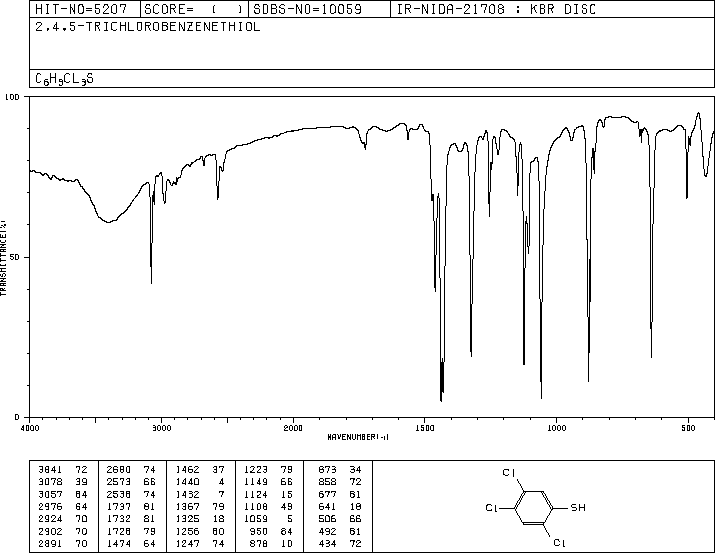 HIT-NO=5207 SCORE= ( ) SDBS-NO=10059 IR-NIDA-21708 : KBR DISC
2,4,5-TRICHLOROBENZENETHIOL
C6H3CL3S
100
TRANSMITTANCE(%)
50
0
4000 3000 2000 1500 1000 500
WAVENUMBER(-1)
3841 72 2680 74 1462 37 1223 79 873 34
3078 39 2573 66 1440 4 1149 66 858 72
3057 64 2538 74 1432 7 1124 15 677 81
2976 64 1737 81 1367 79 1108 49 641 18
2924 70 1732 81 1325 18 1059 5 506 66
2902 70 1728 79 1256 60 950 84 492 81
2891 70 1474 64 1247 74 878 10 434 72
Cl
Cl
SH
Cl